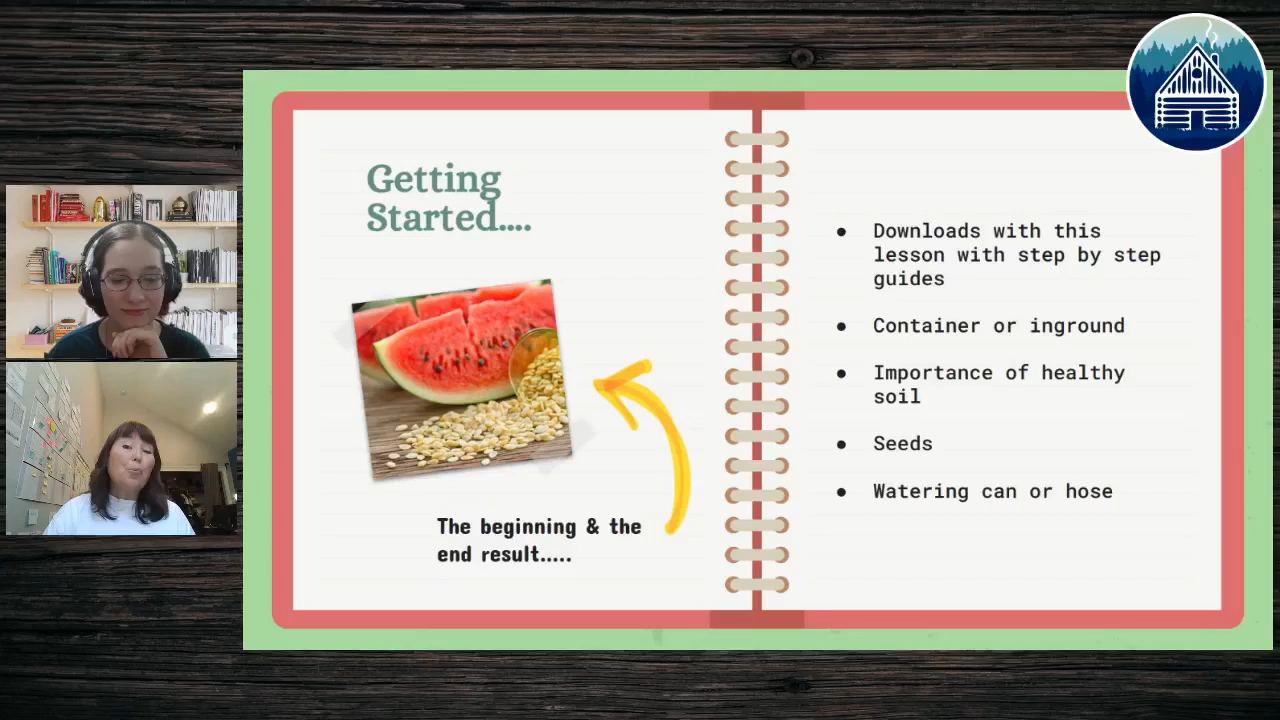 Getting
Started....
The beginning & the
end result.....
● Downloads with this
lesson with step by step
guides
● Container or inground
● Importance of healthy
soil
● Seeds
● Watering can or hose